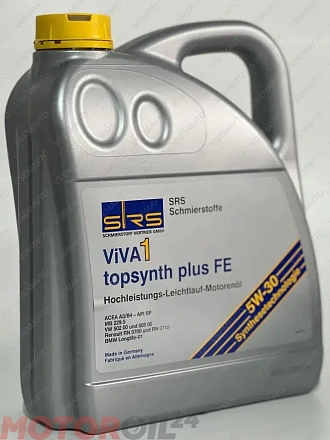 SRS
SCHMIERSTOFF VERTRIEB GMBH
SRS
Schmierstoffe
ViVA1
topsynth plus FE
Hochleistungs-Leichtlauf-Motorenöl
ACEA A3/B4 – API SP
MB 229.5
VW 502 00 und 505 00
Renault RN 0700 und RN 0710
BMW Longlife-01
Made in Germany
Fabriqué en Allemagne
5W-30
Synthesetechnologie
MOTOROIL24